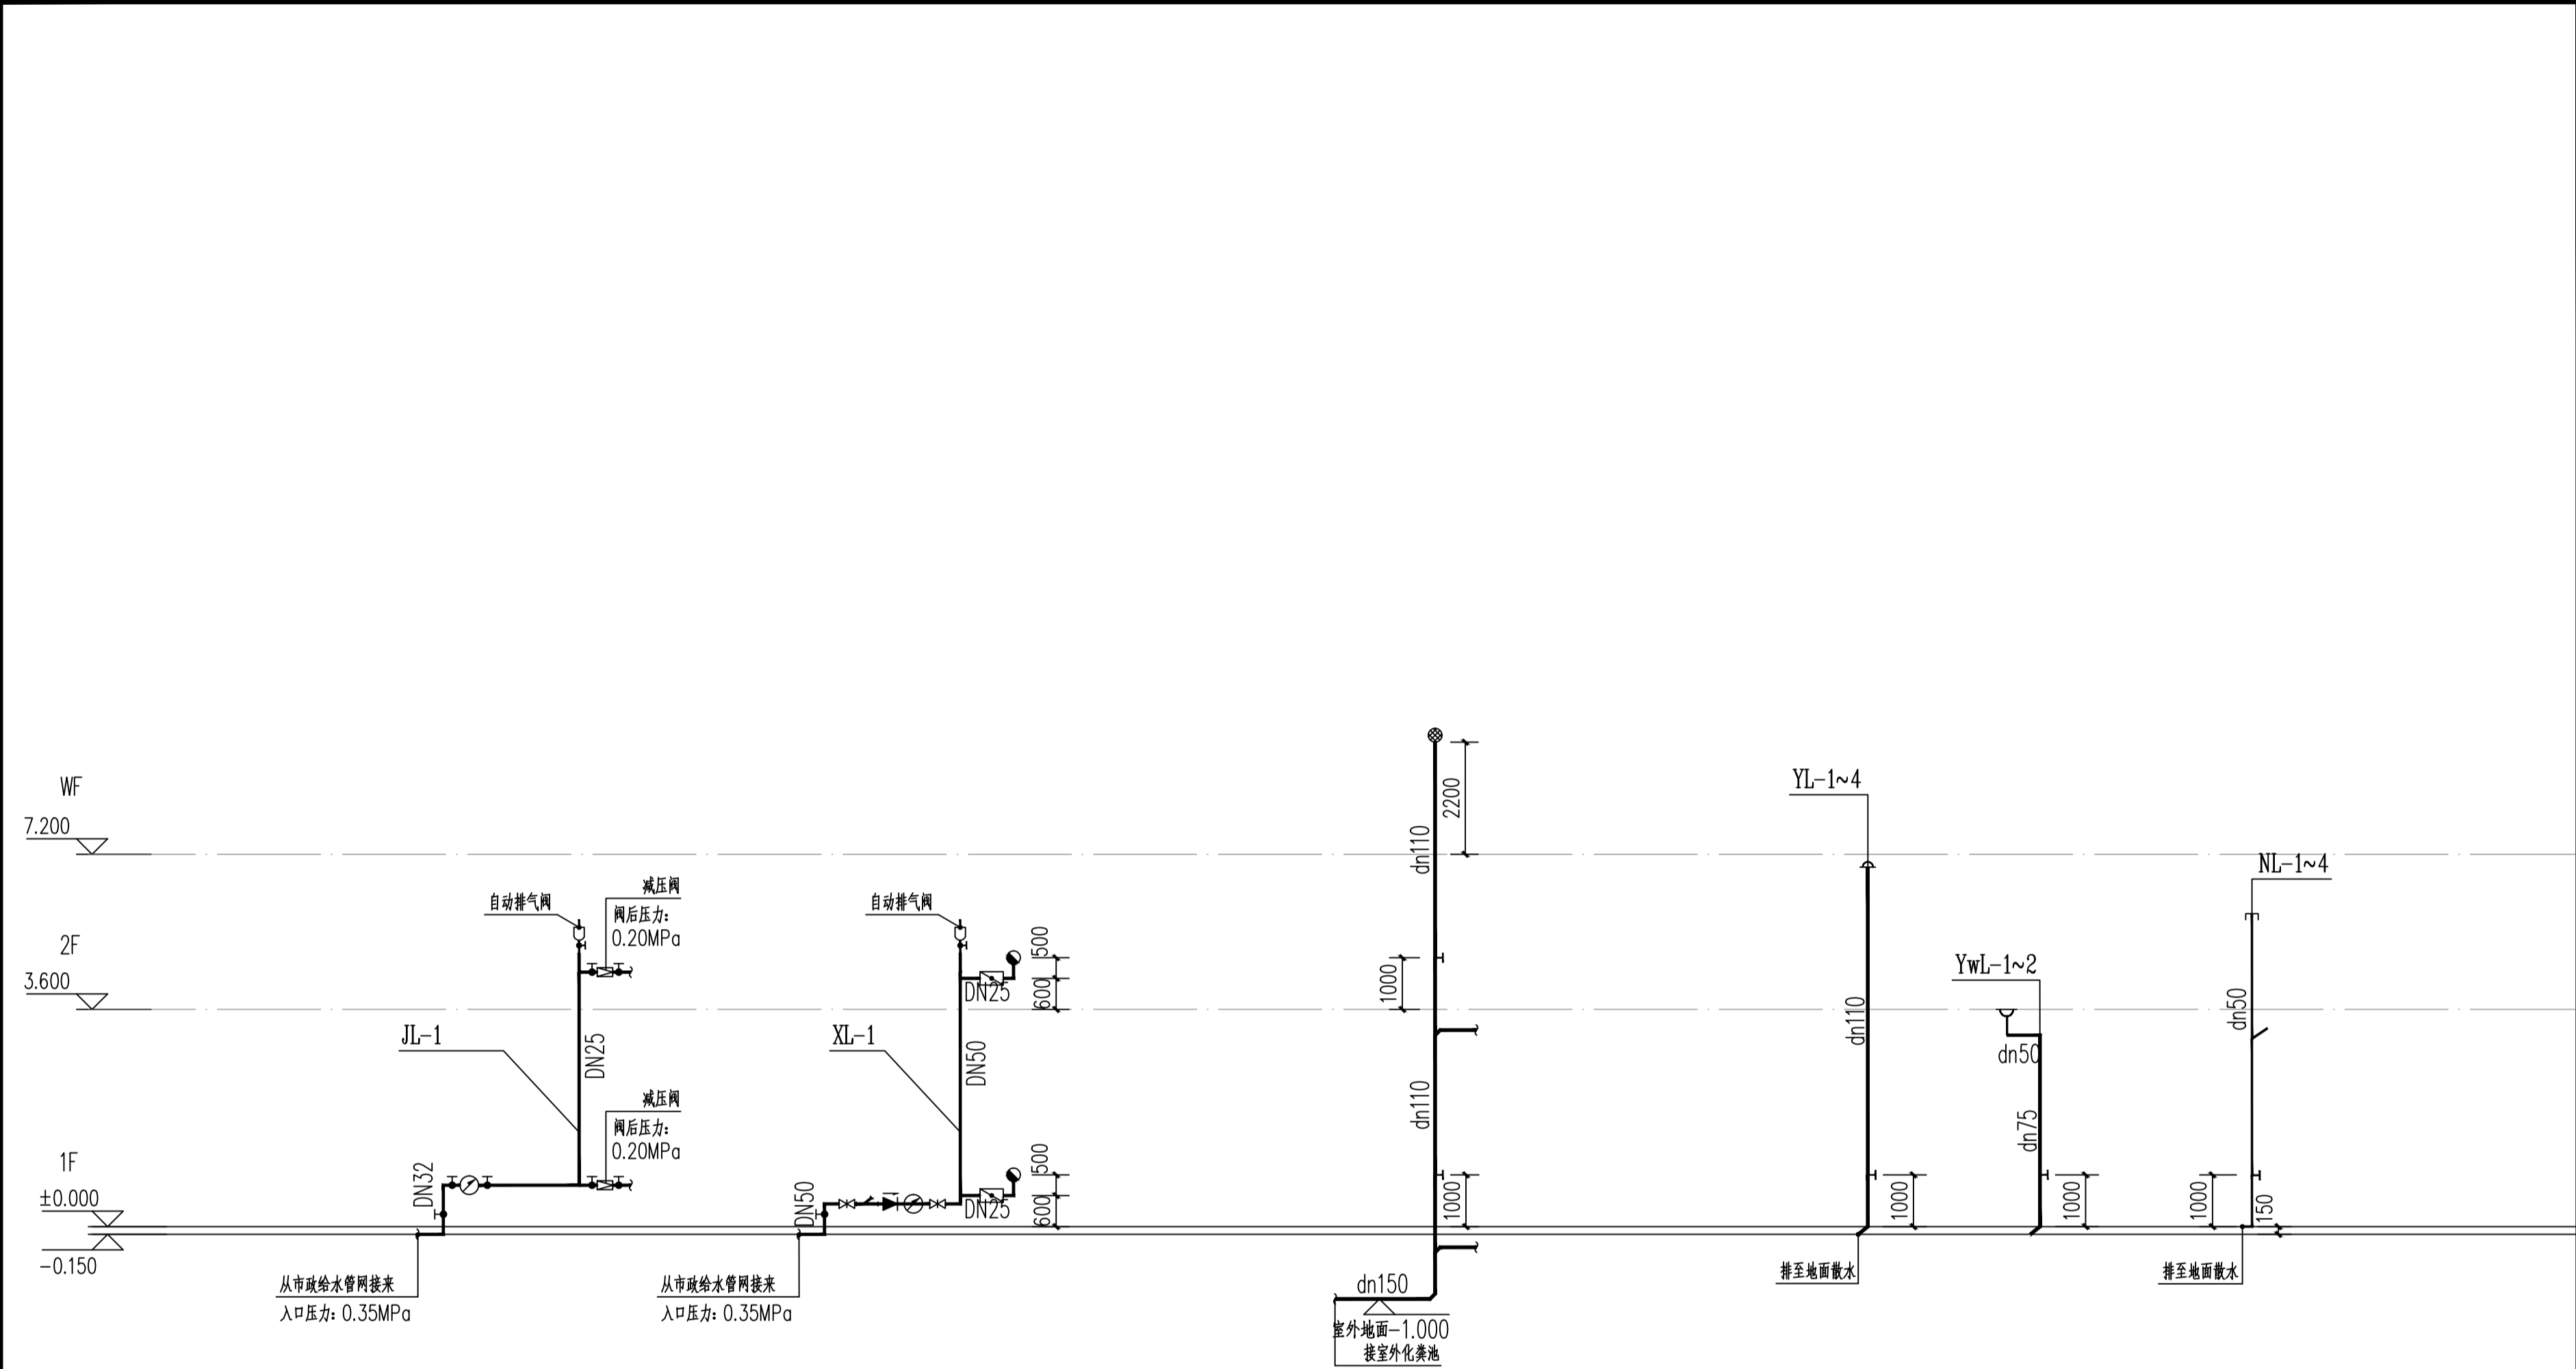 WF
7.200
2F
3.600
1F
±0.000
-0.150
自动排气阀
减压阀
阀后压力:
0.20MPa
JL-1
DN25
减压阀
阀后压力:
0.20MPa
DN32
从市政给水管网接来
入口压力: 0.35MPa
自动排气阀
500
DN25
600
XL-1
DN50
500
DN50
DN25
600
从市政给水管网接来
入口压力: 0.35MPa
2200
dn110
1000
dn110
1000
dn150
室外地面-1.000
接室外化粪池
YL-1~4
dn110
1000
排至地面散水
YwL-1~2
dn50
dn75
1000
NL-1~4
dn50
1000
150
排至地面散水